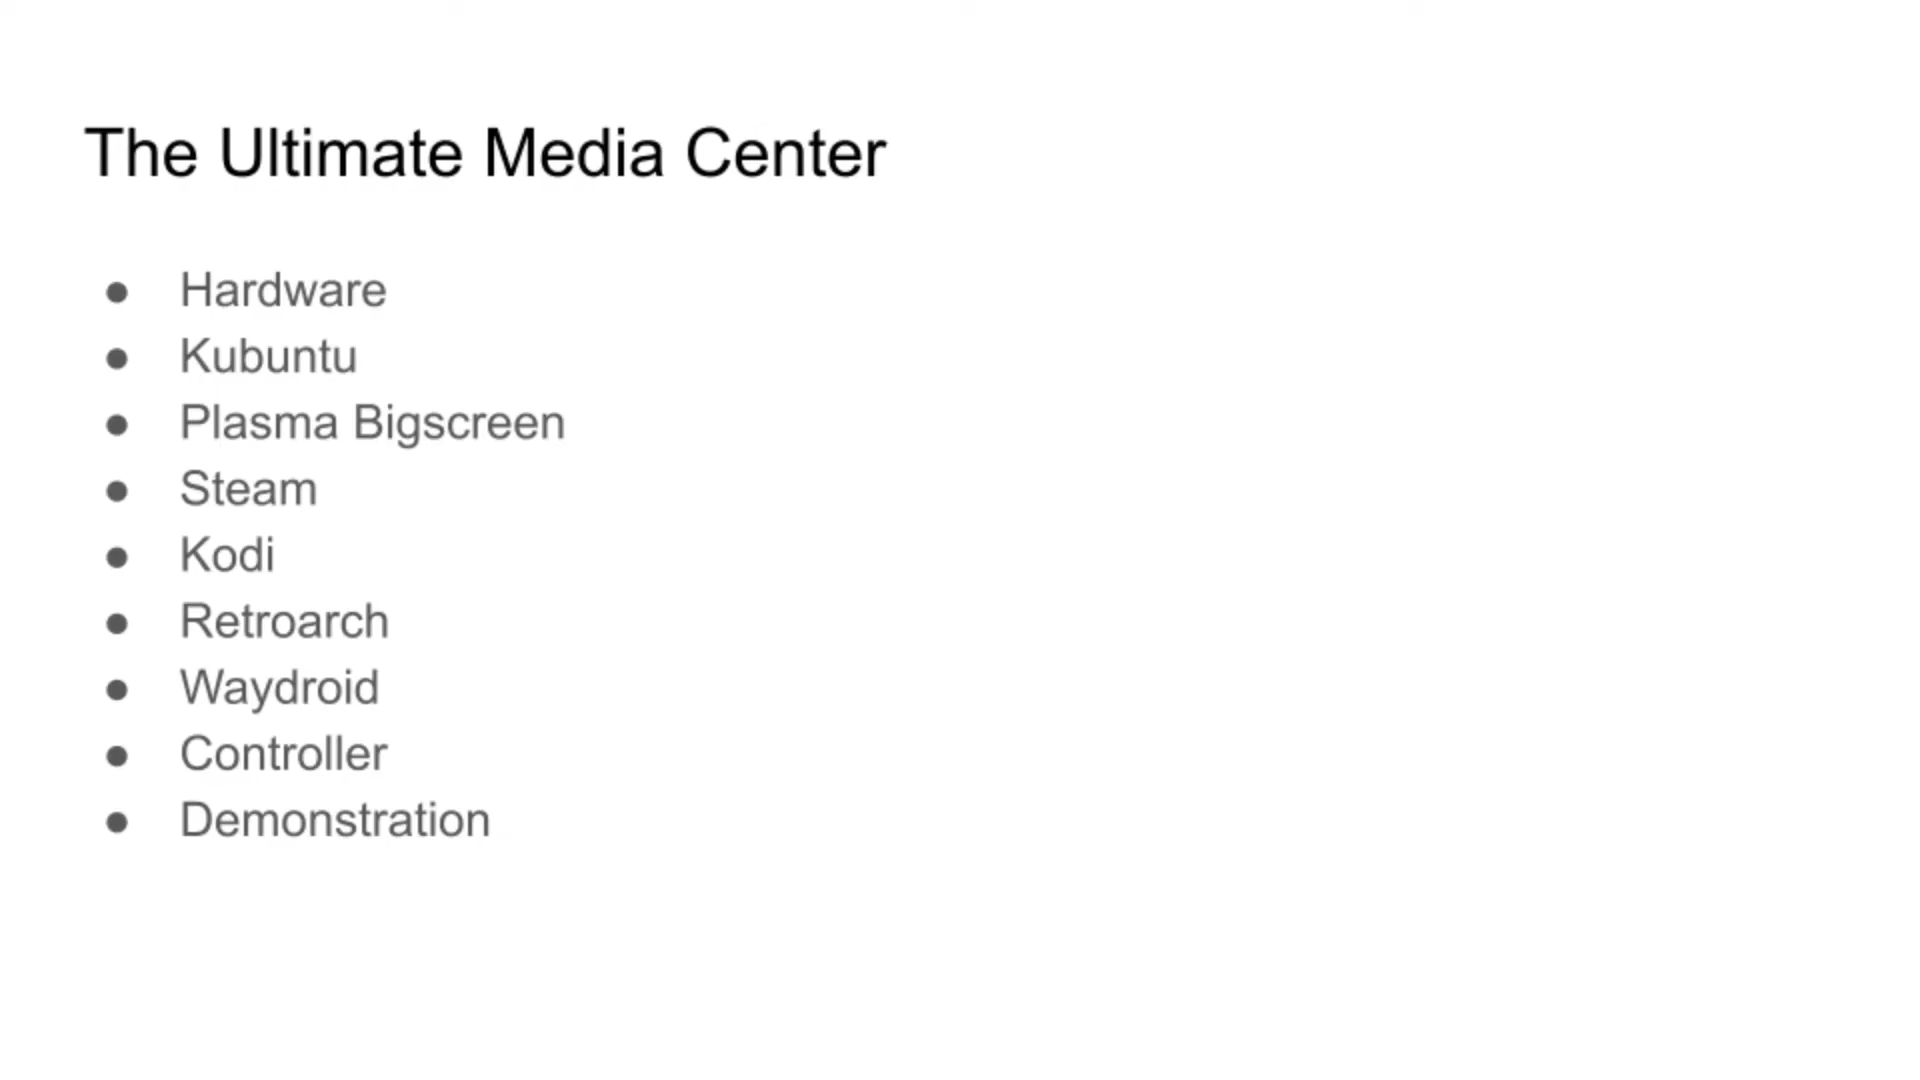 The Ultimate Media Center
● Hardware
● Kubuntu
● Plasma Bigscreen
● Steam
● Kodi
● Retroarch
● Waydroid
● Controller
● Demonstration